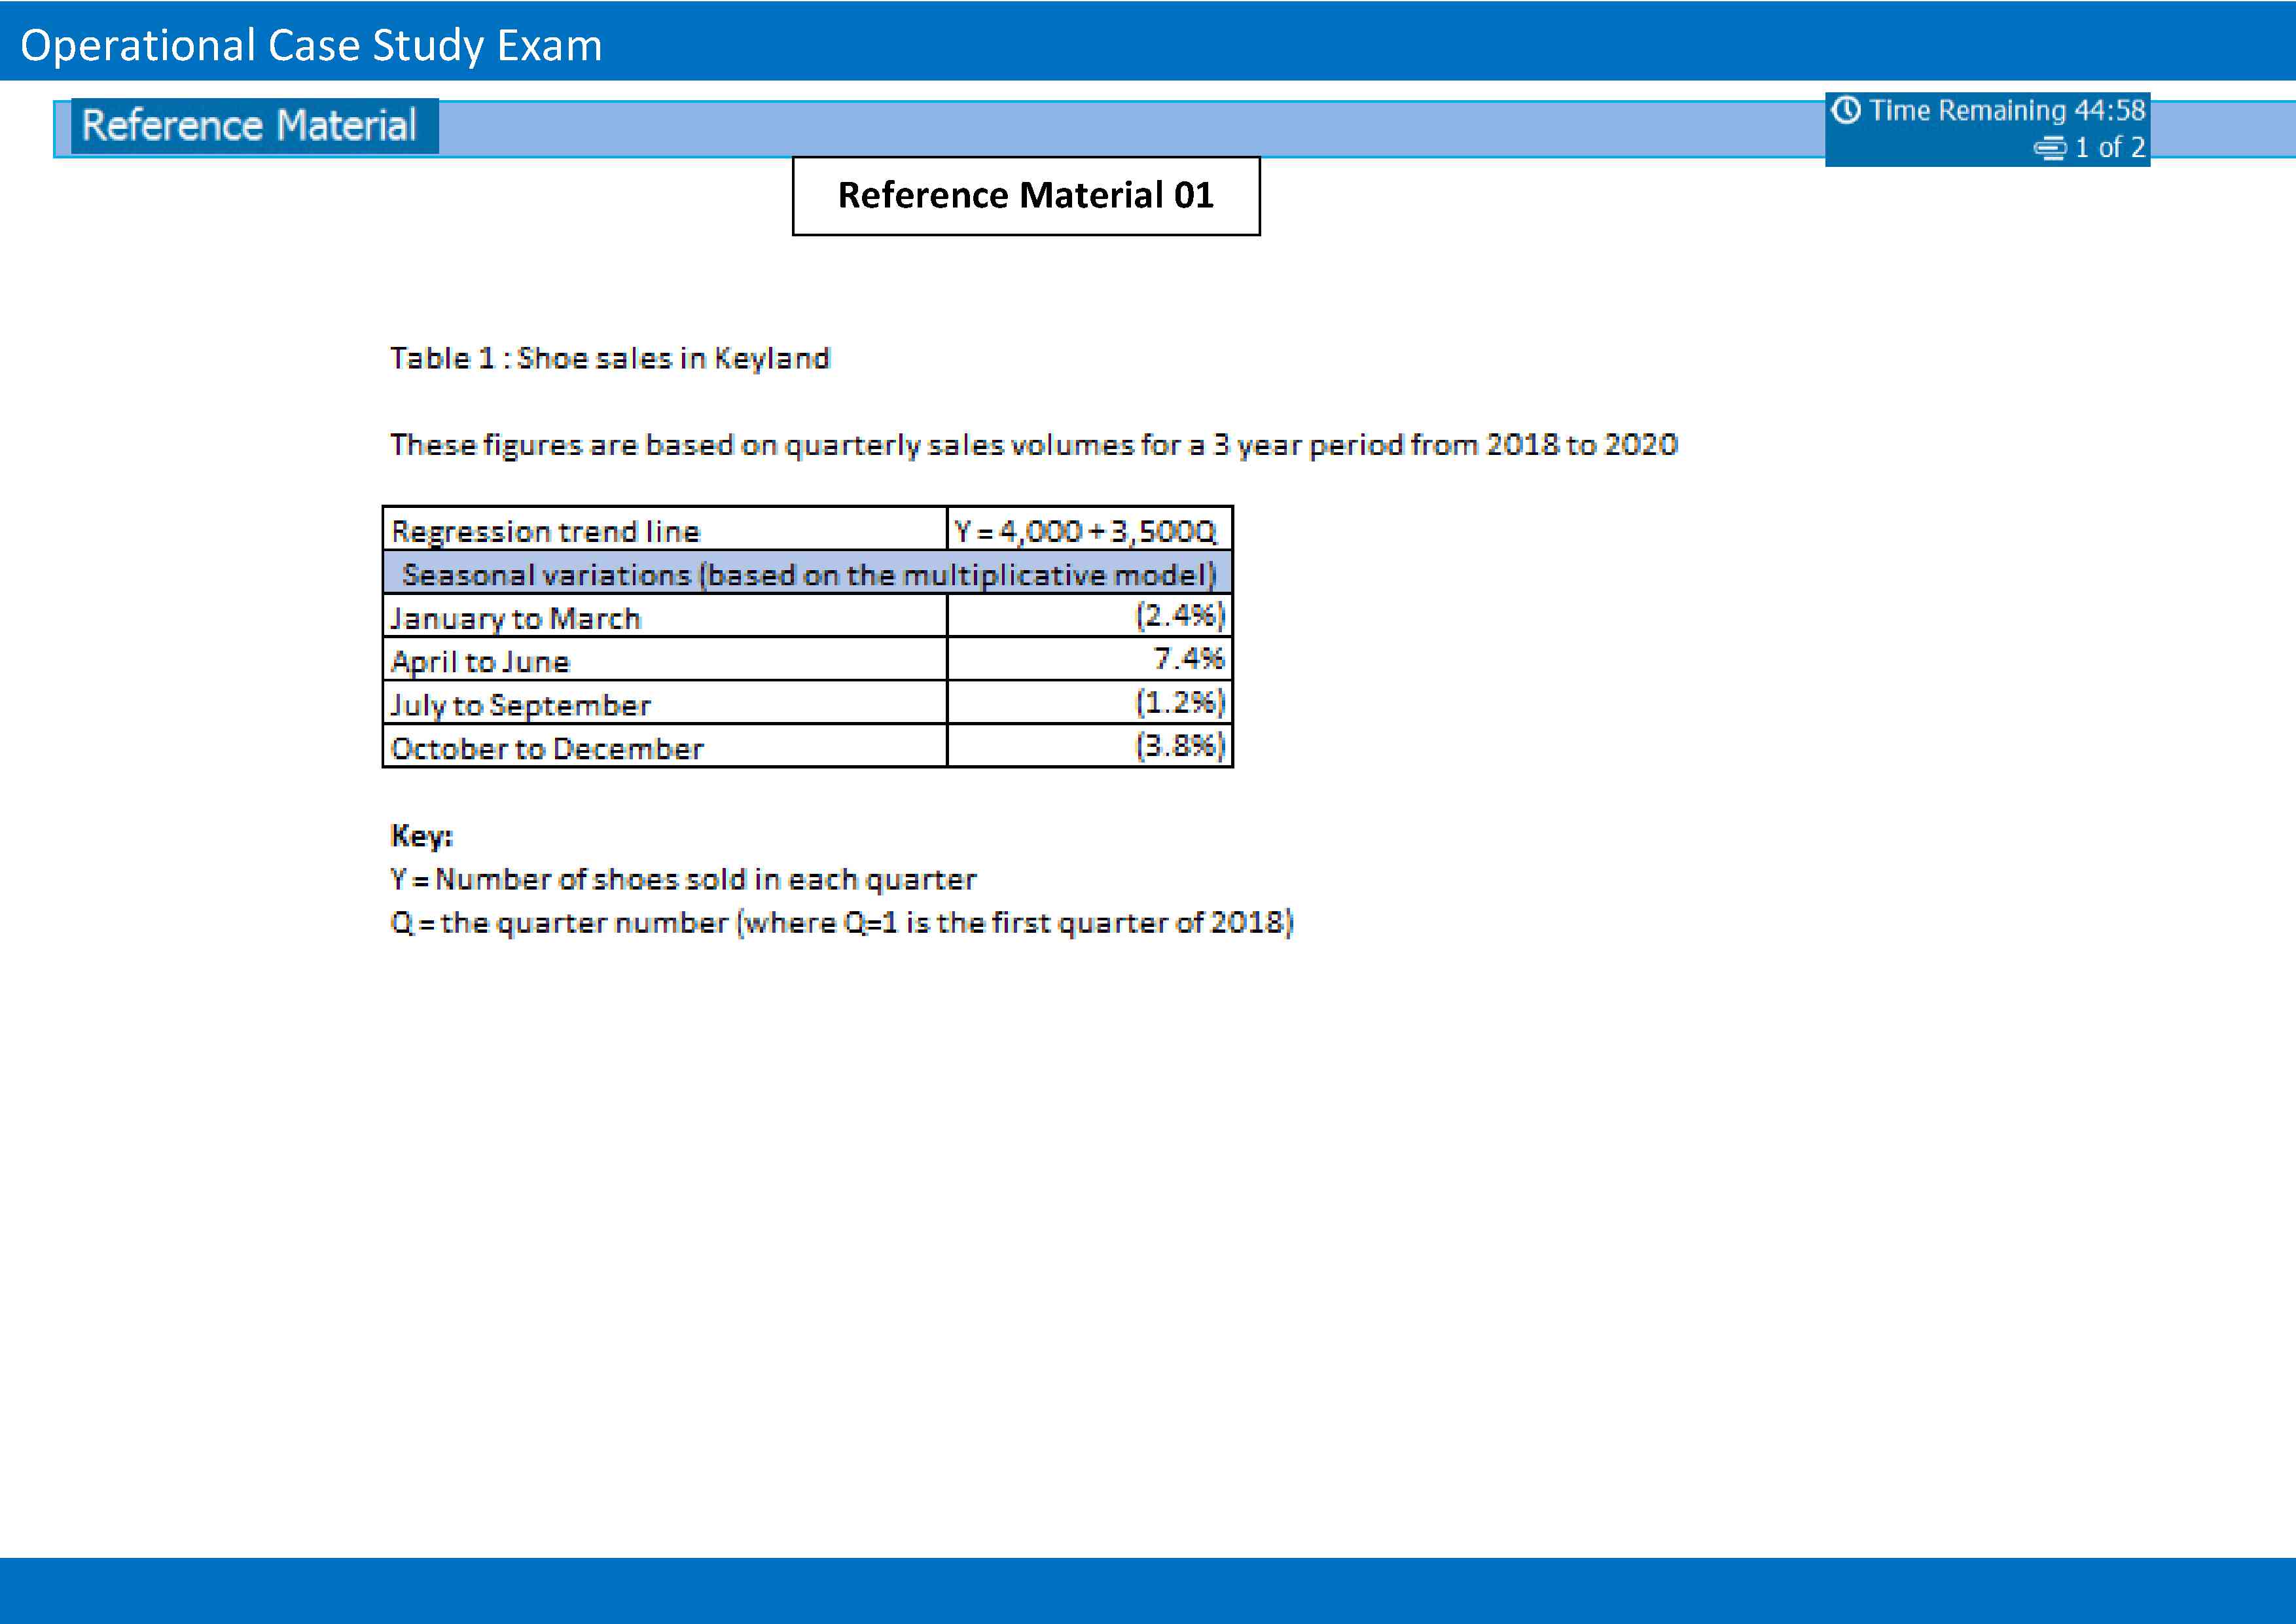 Operational Case Study Exam
Reference Material
Time Remaining 44:58
1 of 2
Reference Material 01
Table 1 : Shoe sales in Keyland
These figures are based on quarterly sales volumes for a 3 year period from 2018 to 2020
Regression trend line Y = 4,000 + 3,500Q
Seasonal variations (based on the multiplicative model)
January to March (2.4%)
April to June 7.4%
July to September (1.2%)
October to December (3.8%)
Key:
Y = Number of shoes sold in each quarter
Q = the quarter number (where Q=1 is the first quarter of 2018)